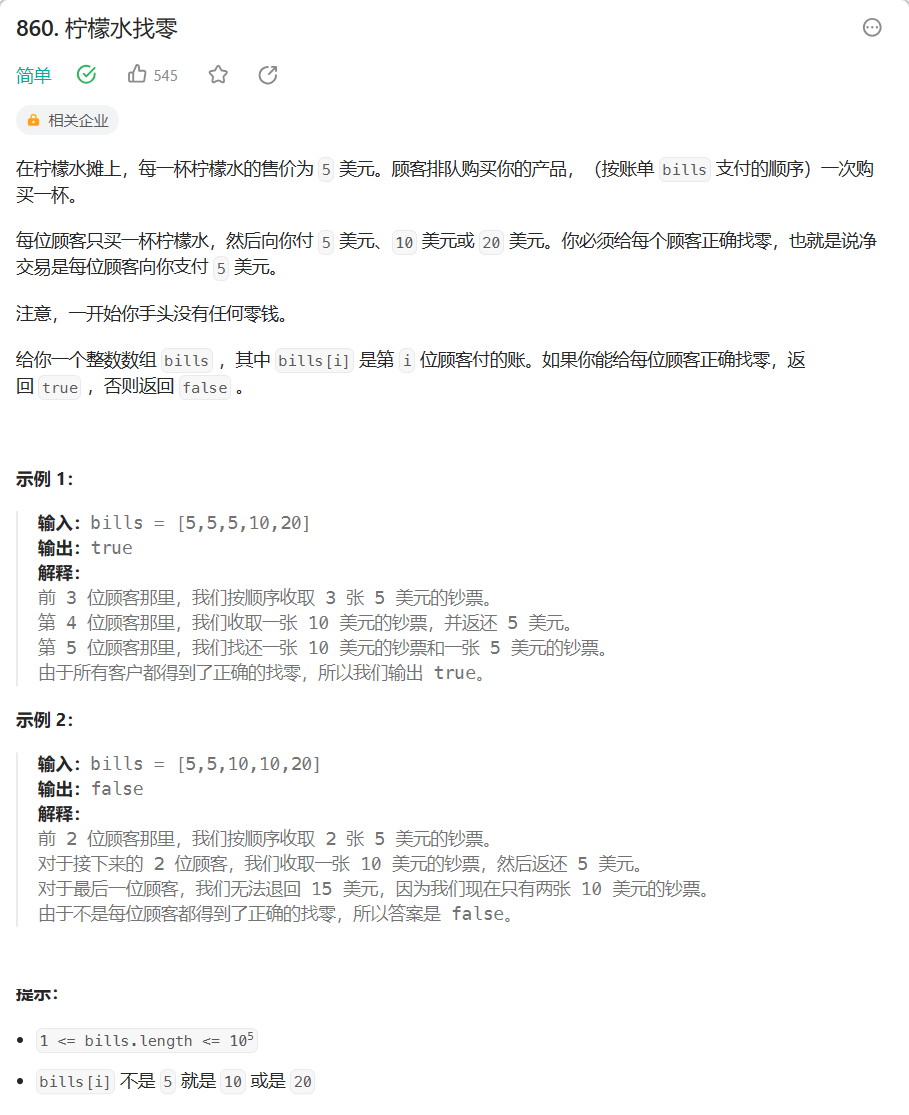 860. 柠檬水找零
简单 545
相关企业
在柠檬水摊上，每一杯柠檬水的售价为 5 美元。顾客排队购买你的产品，（按账单 bills 支付的顺序）一次购
买一杯。
每位顾客只买一杯柠檬水，然后向你付 5 美元、 10 美元或 20 美元。你必须给每个顾客正确找零，也就是说净
交易是每位顾客向你支付 5 美元。
注意，一开始你手头没有任何零钱。
给你一个整数数组 bills ，其中 bills[i] 是第 i 位顾客付的账。如果你能给每位顾客正确找零，返
回 true ，否则返回 false 。
示例 1：
输入：bills = [5,5,5,10,20]
输出：true
解释：
前 3 位顾客那里，我们按顺序收取 3 张 5 美元的钞票。
第 4 位顾客那里，我们收取一张 10 美元的钞票，并返还 5 美元。
第 5 位顾客那里，我们找还一张 10 美元的钞票和一张 5 美元的钞票。
由于所有客户都得到了正确的找零，所以我们输出 true。
示例 2：
输入：bills = [5,5,10,10,20]
输出：false
解释：
前 2 位顾客那里，我们按顺序收取 2 张 5 美元的钞票。
对于接下来的 2 位顾客，我们收取一张 10 美元的钞票，然后返还 5 美元。
对于最后一位顾客，我们无法退回 15 美元，因为我们现在只有两张 10 美元的钞票。
由于不是每位顾客都得到了正确的找零，所以答案是 false。
提示：
1 <= bills.length <= 10⁵
bills[i] 不是 5 就是 10 或是 20